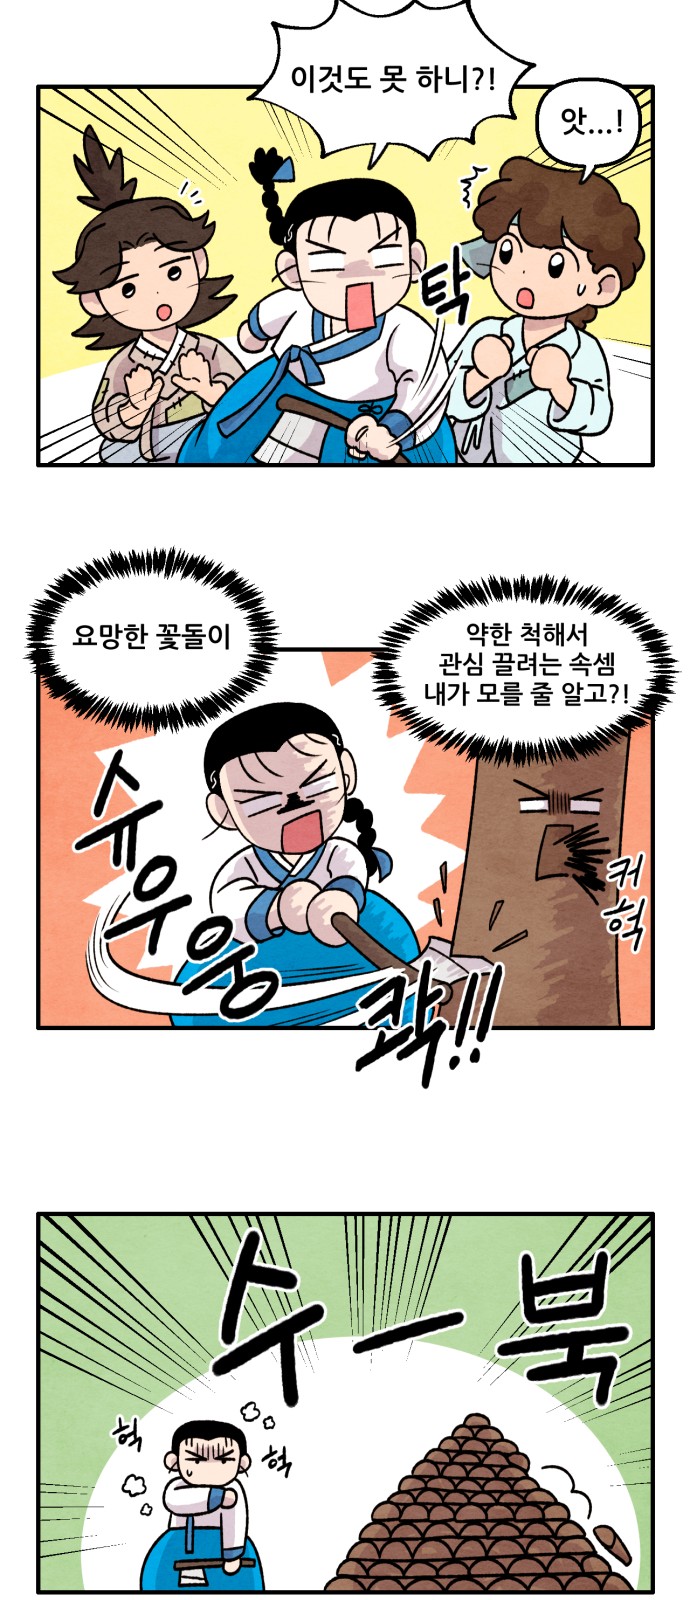 이것도 못 하니?!
앗...!
탁
요망한 꽃돌이
약한 척해서
관심 끌려는 속셈
내가 모를 줄 알고?!
슈우웅
커헉
콱!!
수-북
헉
헉